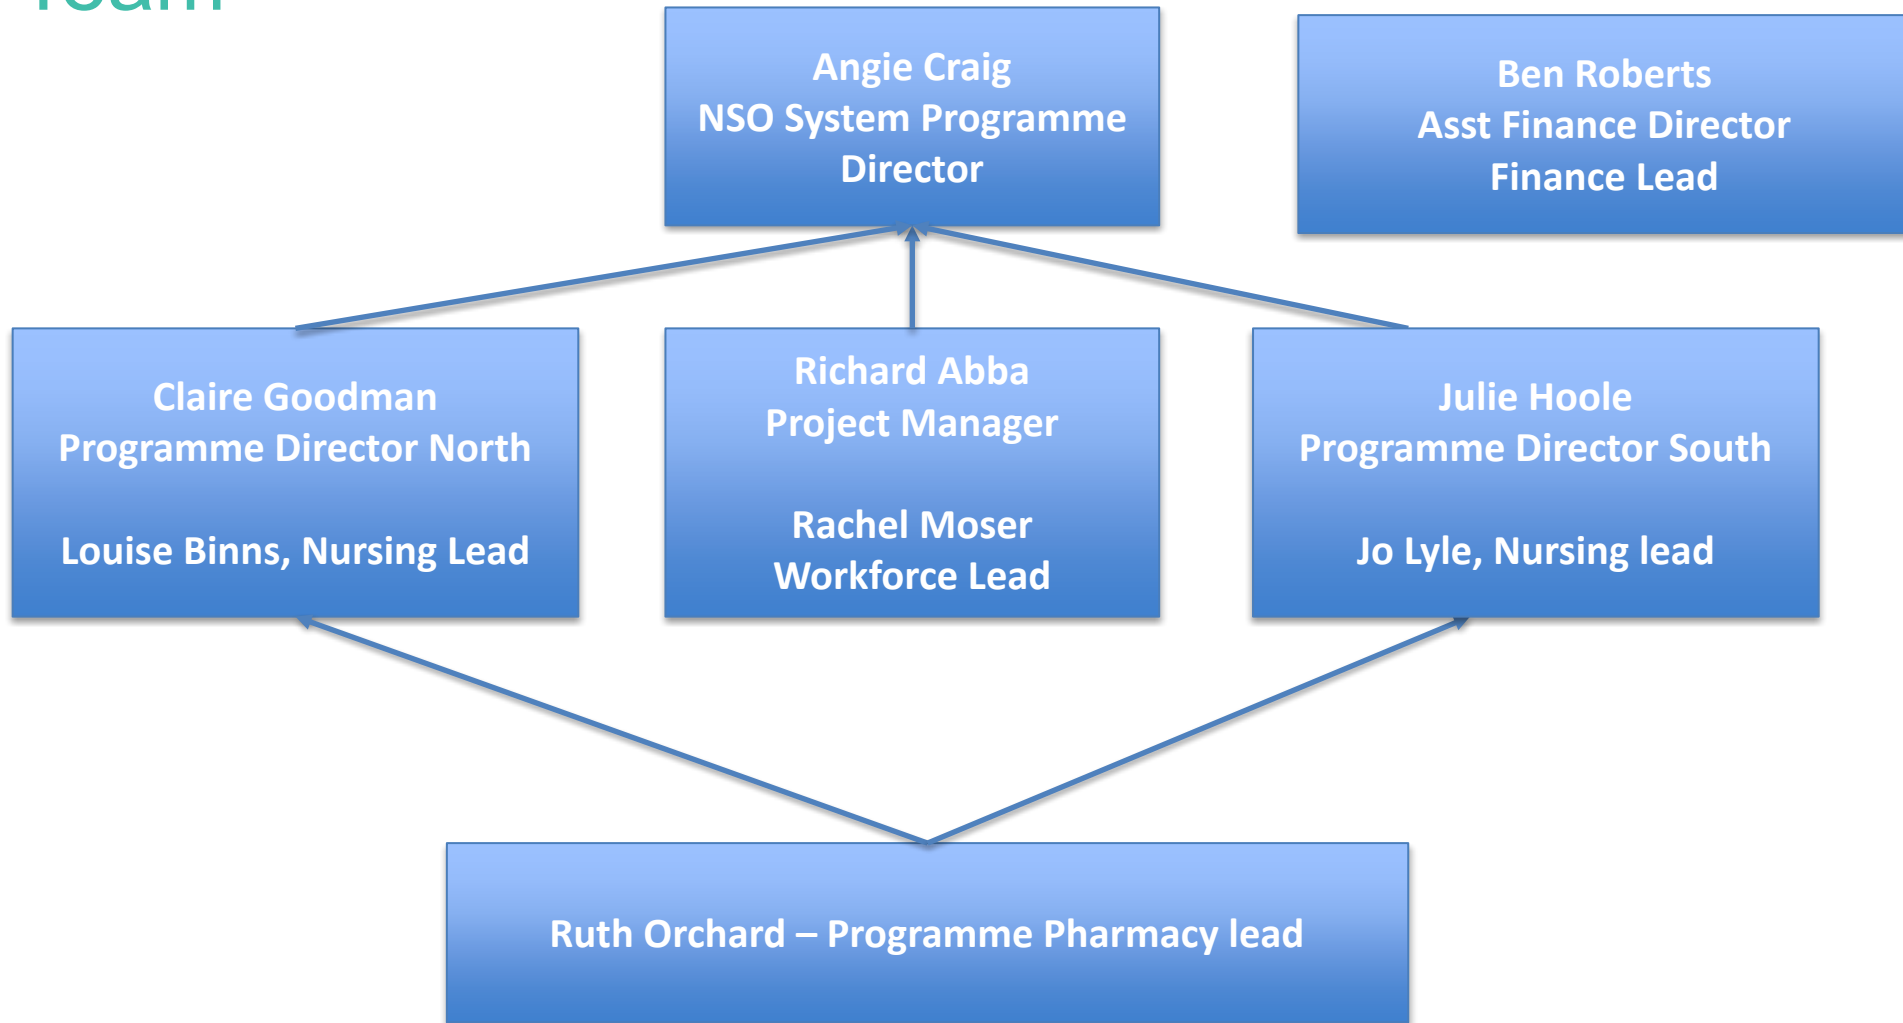 Team
Angie Craig
NSO System Programme
Director
Ben Roberts
Asst Finance Director
Finance Lead
Claire Goodman
Programme Director North
Louise Binns, Nursing Lead
Richard Abba
Project Manager
Rachel Moser
Workforce Lead
Julie Hoole
Programme Director South
Jo Lyle, Nursing lead
Ruth Orchard – Programme Pharmacy lead